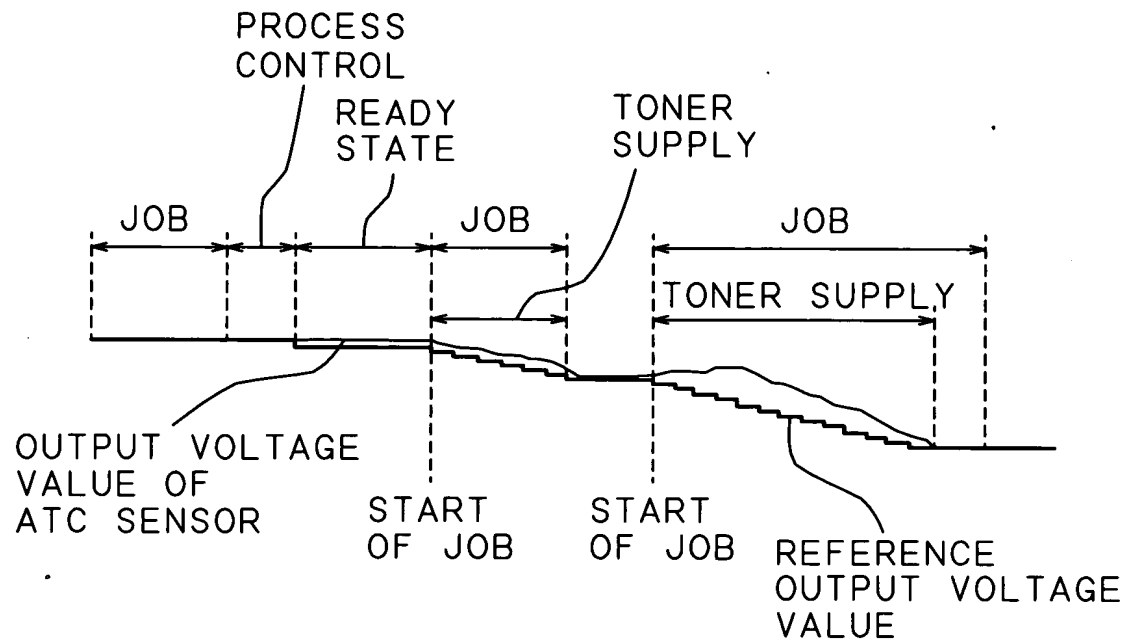 PROCESS
CONTROL
READY
STATE
TONER
SUPPLY
JOB
JOB
JOB
TONER SUPPLY
OUTPUT VOLTAGE
VALUE OF
ATC SENSOR
START
OF JOB
START
OF JOB
REFERENCE
OUTPUT VOLTAGE
VALUE